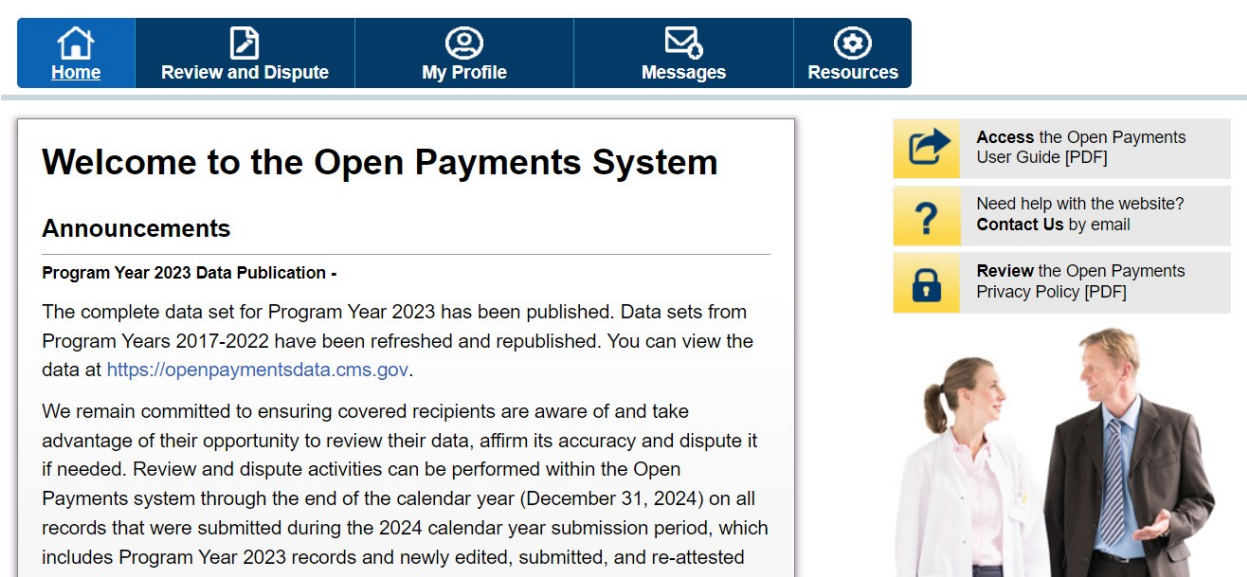 Home
Review and Dispute
My Profile
Messages
Resources
Welcome to the Open Payments System
Announcements
Program Year 2023 Data Publication -
The complete data set for Program Year 2023 has been published. Data sets from
Program Years 2017-2022 have been refreshed and republished. You can view the
data at https://openpaymentsdata.cms.gov.
We remain committed to ensuring covered recipients are aware of and take
advantage of their opportunity to review their data, affirm its accuracy and dispute it
if needed. Review and dispute activities can be performed within the Open
Payments system through the end of the calendar year (December 31, 2024) on all
records that were submitted during the 2024 calendar year submission period, which
includes Program Year 2023 records and newly edited, submitted, and re-attested
Access the Open Payments
User Guide [PDF]
?
Need help with the website?
Contact Us by email
Review the Open Payments
Privacy Policy [PDF]